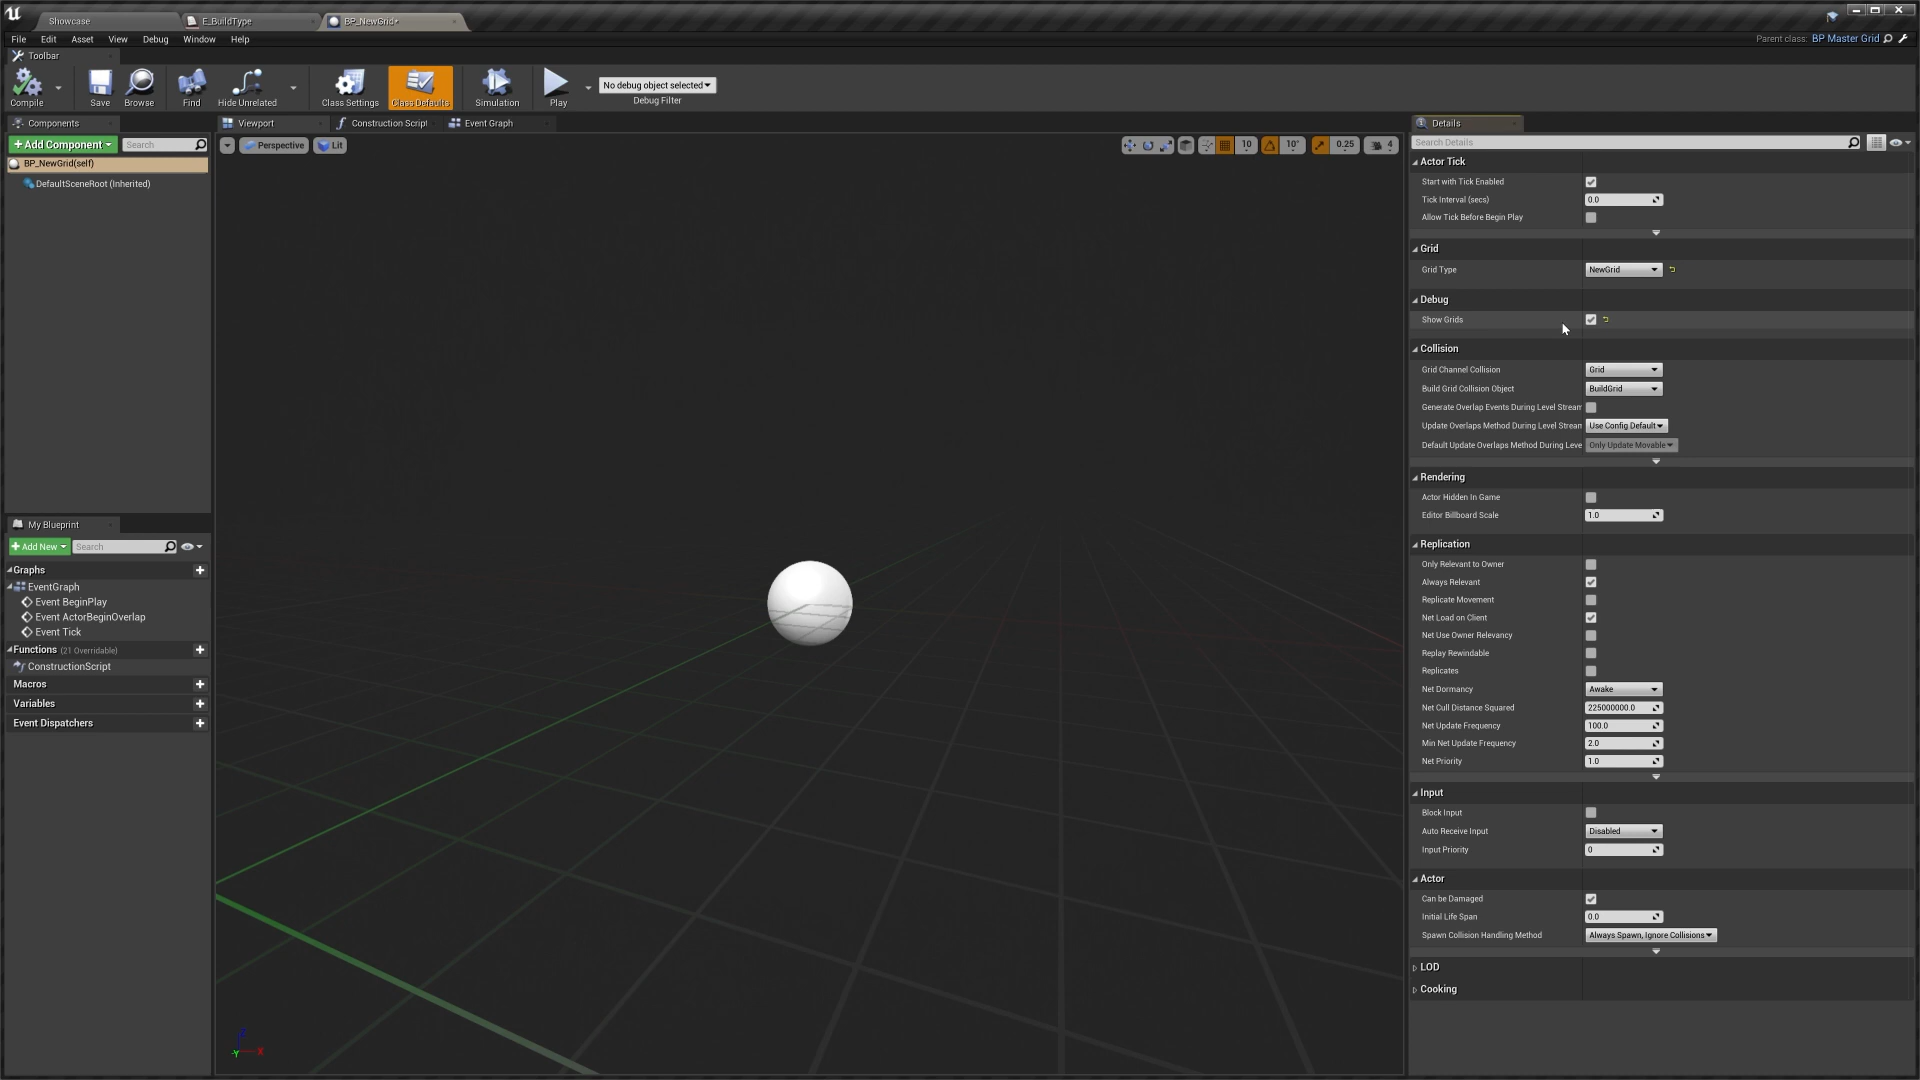 Showcase
E_BuildType
BP_NewGrid*
File Edit Asset View Debug Window Help
Parent class: BP Master Grid
Toolbar
Compile
Save
Browse
Find
Hide Unrelated
Class Settings
Class Defaults
Simulation
Play
No debug object selected
Debug Filter
Components
+ Add Component
Search
BP_NewGrid(self)
DefaultSceneRoot (Inherited)
My Blueprint
+ Add New
Search
Graphs
EventGraph
Event BeginPlay
Event ActorBeginOverlap
Event Tick
Functions (21 Overridable)
ConstructionScript
Macros
Variables
Event Dispatchers
Viewport
Construction Script
Event Graph
Perspective
Lit
10
10°
0.25
4
Z
Y
X
Details
Search Details
Actor Tick
Start with Tick Enabled
Tick Interval (secs) 0.0
Allow Tick Before Begin Play
Grid
Grid Type NewGrid
Debug
Show Grids
Collision
Grid Channel Collision Grid
Build Grid Collision Object BuildGrid
Generate Overlap Events During Level Stream
Update Overlaps Method During Level Stream Use Config Default
Default Update Overlaps Method During Leve Only Update Movable
Rendering
Actor Hidden In Game
Editor Billboard Scale 1.0
Replication
Only Relevant to Owner
Always Relevant
Replicate Movement
Net Load on Client
Net Use Owner Relevancy
Replay Rewindable
Replicates
Net Dormancy Awake
Net Cull Distance Squared 225000000.0
Net Update Frequency 100.0
Min Net Update Frequency 2.0
Net Priority 1.0
Input
Block Input
Auto Receive Input Disabled
Input Priority 0
Actor
Can be Damaged
Initial Life Span 0.0
Spawn Collision Handling Method Always Spawn, Ignore Collisions
LOD
Cooking